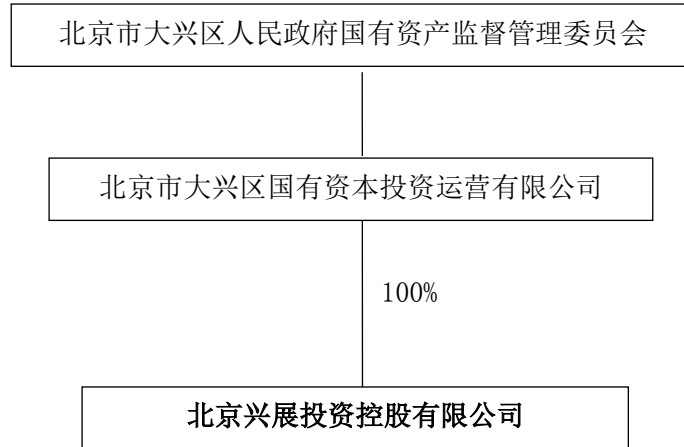 北京市大兴区人民政府国有资产监督管理委员会
北京市大兴区国有资本投资运营有限公司
100%
北京兴展投资控股有限公司